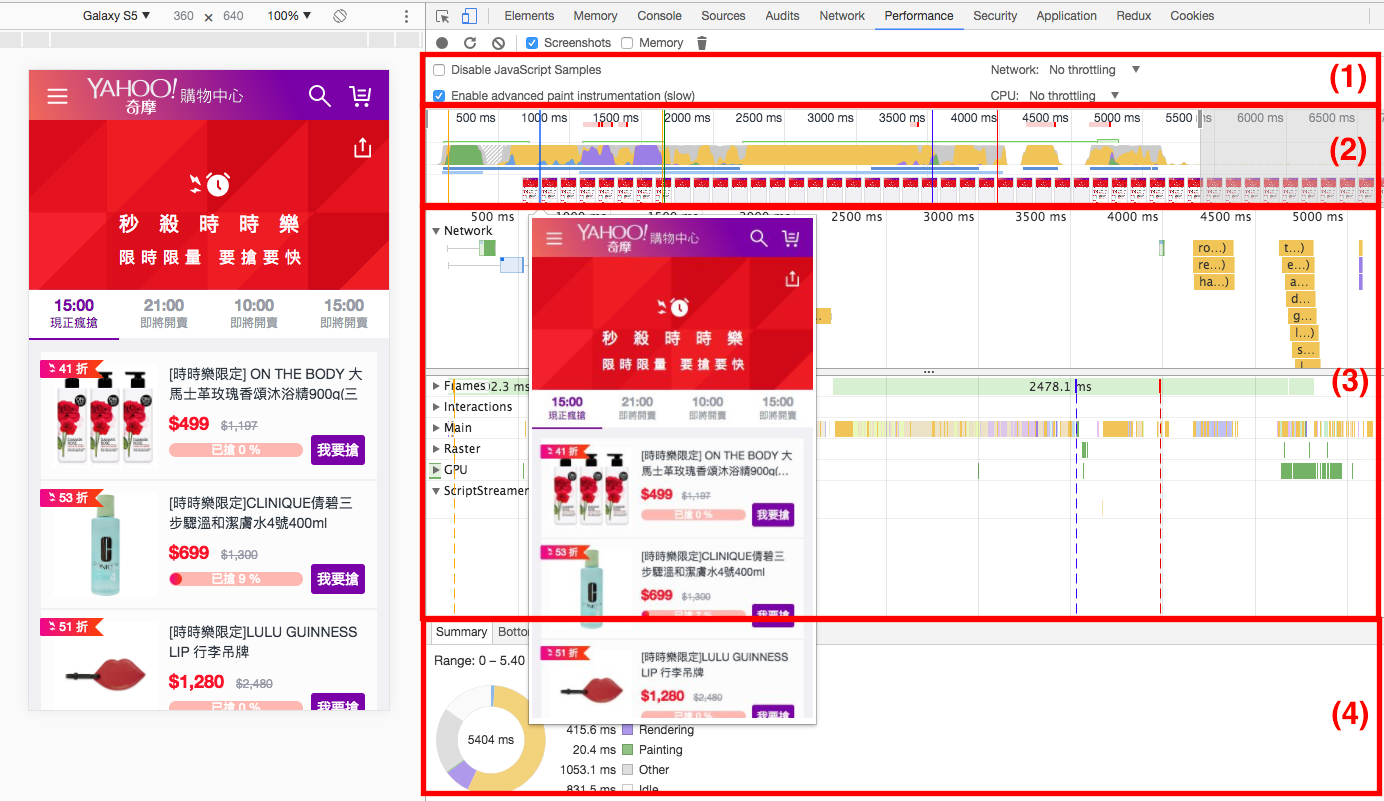 Galaxy S5 ▼ 360 × 640 100% ▼
Elements Memory Console Sources Audits Network Performance Security Application Redux Cookies
Screenshots Memory
Disable JavaScript Samples Network: No throttling ▼
(1)
Enable advanced paint instrumentation (slow) CPU: No throttling ▼
500 ms 1000 ms 1500 ms 2000 ms 2500 ms 3000 ms 3500 ms 4000 ms 4500 ms 5000 ms 5500 ms 6000 ms 6500 ms
(2)
500 ms 1000 ms 1500 ms 2000 ms 2500 ms 3000 ms 3500 ms 4000 ms 4500 ms 5000 ms
Network
ro...)
re...)
ha...)
t...)
e...)
a...
d...
g...
l...)
s...
(3)
Frames 2.3 ms 2478.1 ms
Interactions
Main
Raster
GPU
ScriptStreamer
Summary Botto
Range: 0 – 5.40
5404 ms
415.6 ms Rendering
20.4 ms Painting
1053.1 ms Other
831.5 ms Idle
(4)
YAHOO!
奇摩 購物中心
秒殺時時樂
限時限量 要搶要快
15:00 21:00 10:00 15:00
現正瘋搶 即將開賣 即將開賣 即將開賣
41 折
[時時樂限定] ON THE BODY 大
馬士革玫瑰香頌沐浴精900g(三
$499 $1,197
已搶 0 % 我要搶
53 折
[時時樂限定]CLINIQUE倩碧三
步驟溫和潔膚水4號400ml
$699 $1,300
已搶 9 % 我要搶
51 折
[時時樂限定]LULU GUINNESS
LIP 行李吊牌
$1,280 $2,480
已搶 0 % 我要搶
YAHOO!
奇摩 購物中心
秒殺時時樂
限時限量 要搶要快
15:00 21:00 10:00 15:00
現正瘋搶 即將開賣 即將開賣 即將開賣
41 折
[時時樂限定] ON THE BODY 大
馬士革玫瑰香頌沐浴精900g(...
$499 $1,197
已搶 0 % 我要搶
53 折
[時時樂限定]CLINIQUE倩碧三
步驟溫和潔膚水4號400ml
$699 $1,300
我要搶
51 折
[時時樂限定]LULU GUINNESS
LIP 行李吊牌
$1,280 $2,480
已搶 0 % 我要搶